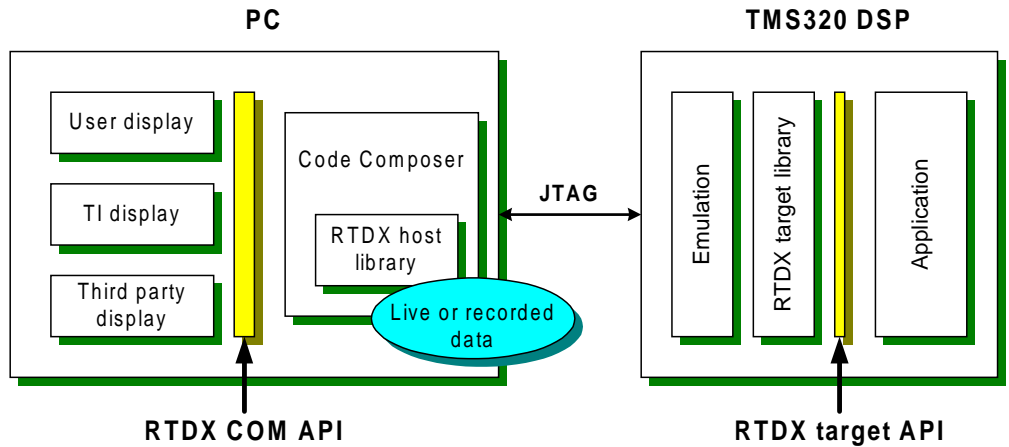 PC
User display
TI display
Third party
display
Code Composer
RTDX host
library
Live or recorded
data
RTDX COM API
JTAG
TMS320 DSP
Emulation
RTDX target library
Application
RTDX target API